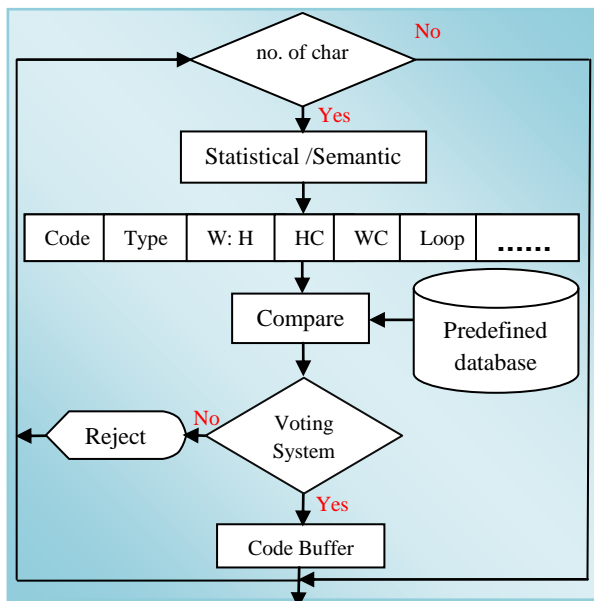 no. of char
No
Yes
Statistical /Semantic
Code Type W: H HC WC Loop ......
Compare
Predefined
database
No
Reject
Voting
System
Yes
Code Buffer